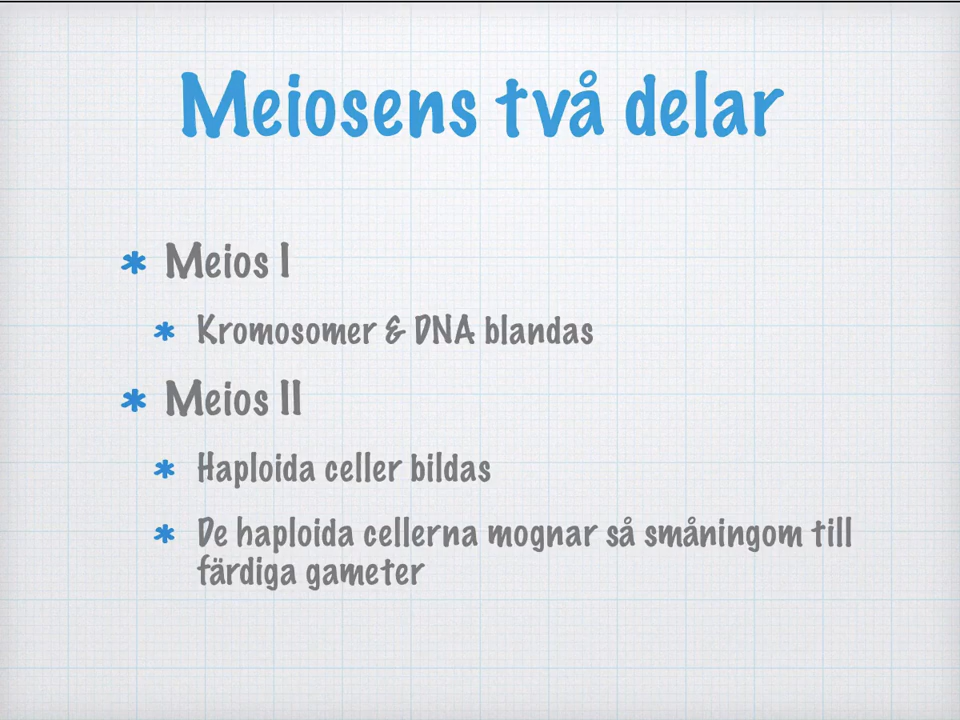 Meiosens två delar
Meios I
Kromosomer & DNA blandas
Meios II
Haploida celler bildas
De haploida cellerna mognar så småningom till
färdiga gameter